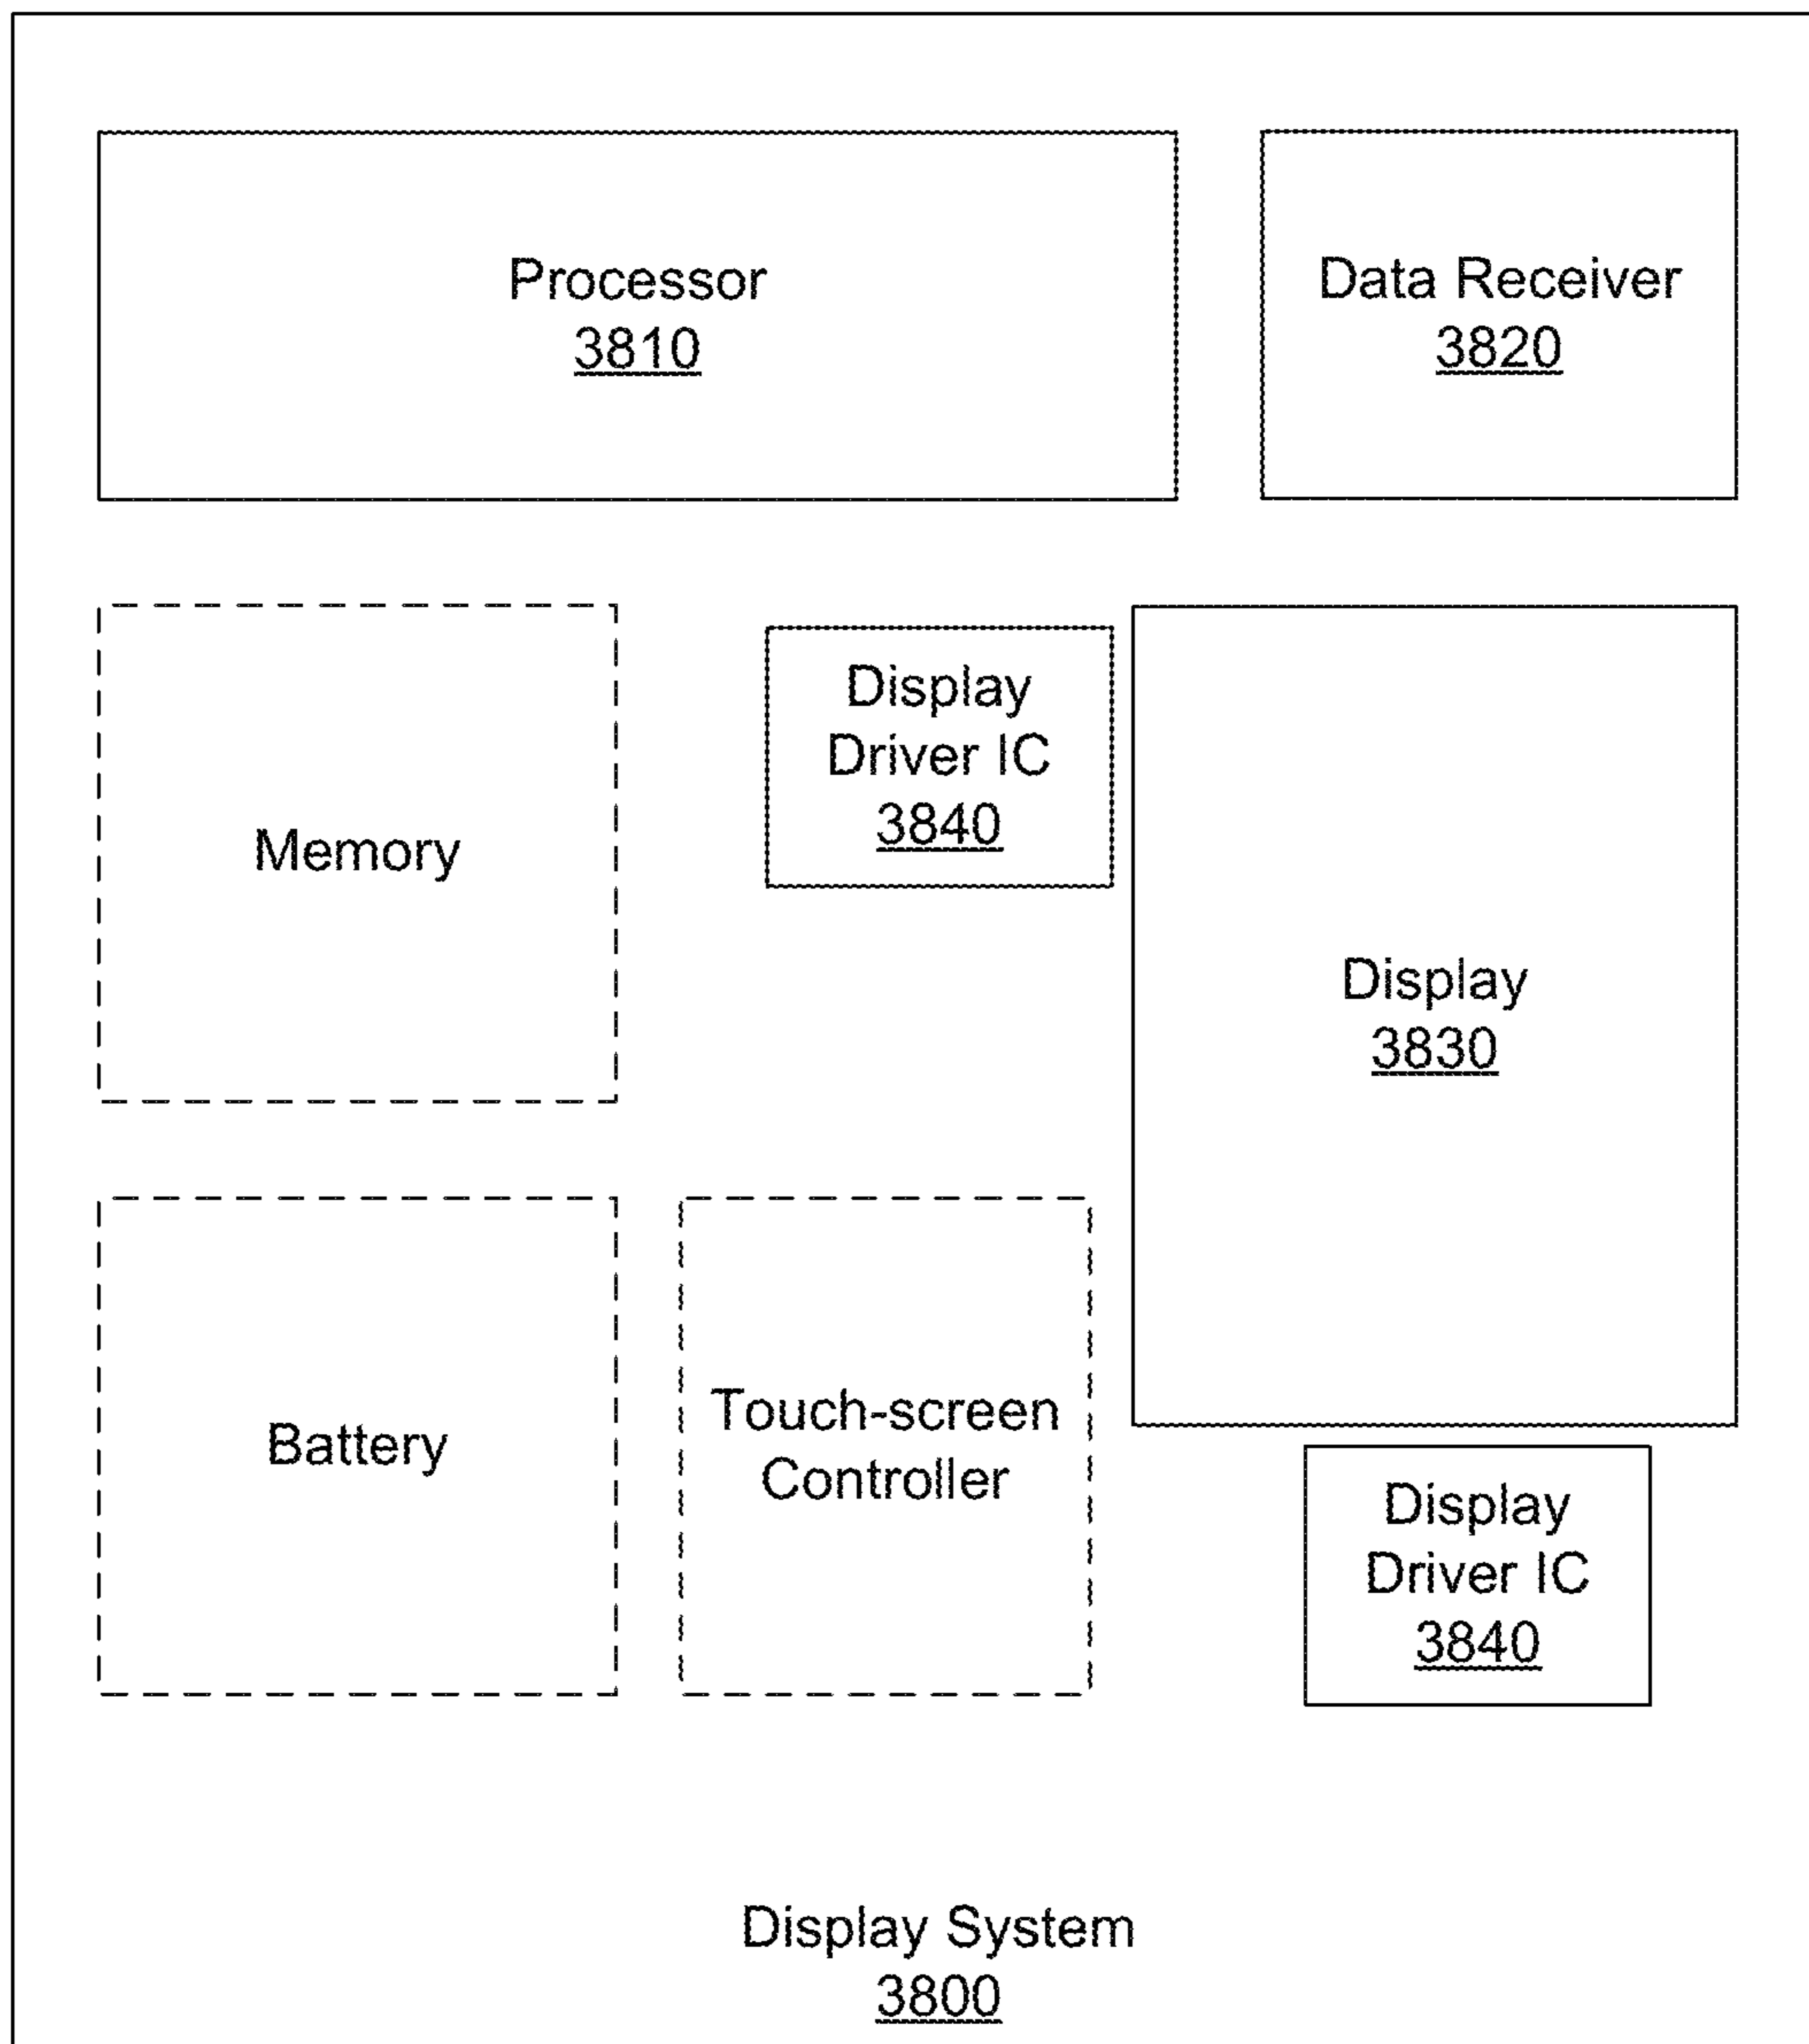 Processor
3810
Data Receiver
3820
Memory
Display
Driver IC
3840
Display
3830
Battery
Touch-screen
Controller
Display
Driver IC
3840
Display System
3800